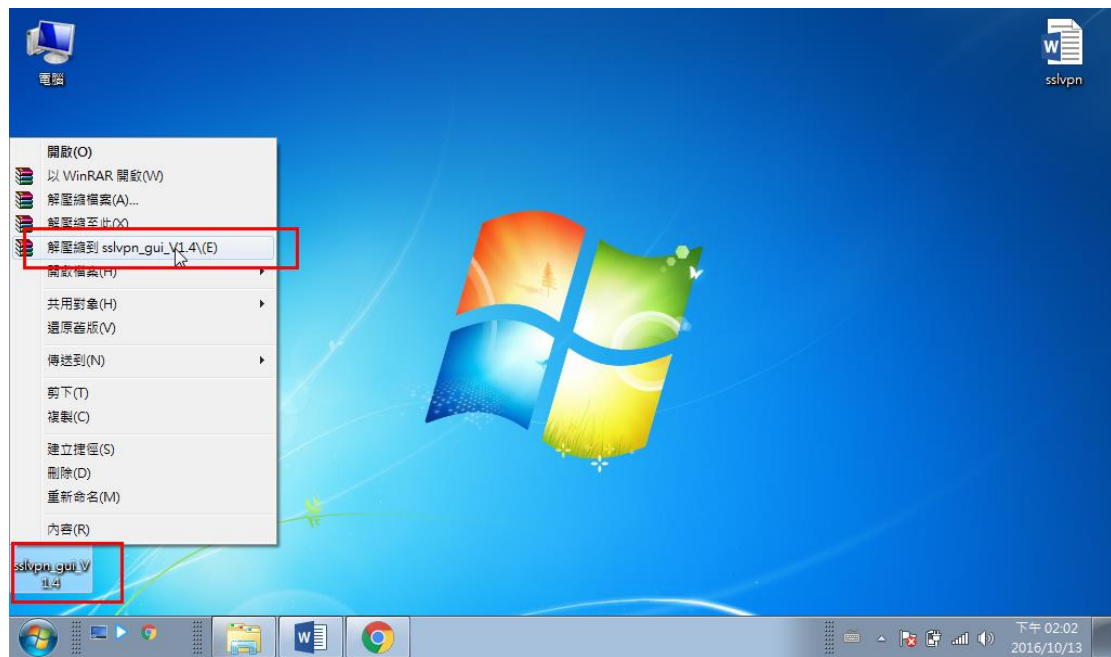 電腦
sslvpn
開啟(O)
以 WinRAR 開啟(W)
解壓縮檔案(A)...
解壓縮至此(X)
解壓縮到 sslvpn_gui_V1.4\(E)
開啟檔案(H)
共用對象(H)
還原舊版(V)
傳送到(N)
剪下(T)
複製(C)
建立捷徑(S)
刪除(D)
重新命名(M)
內容(R)
sslvpn_gui_V
1.4
下午 02:02
2016/10/13